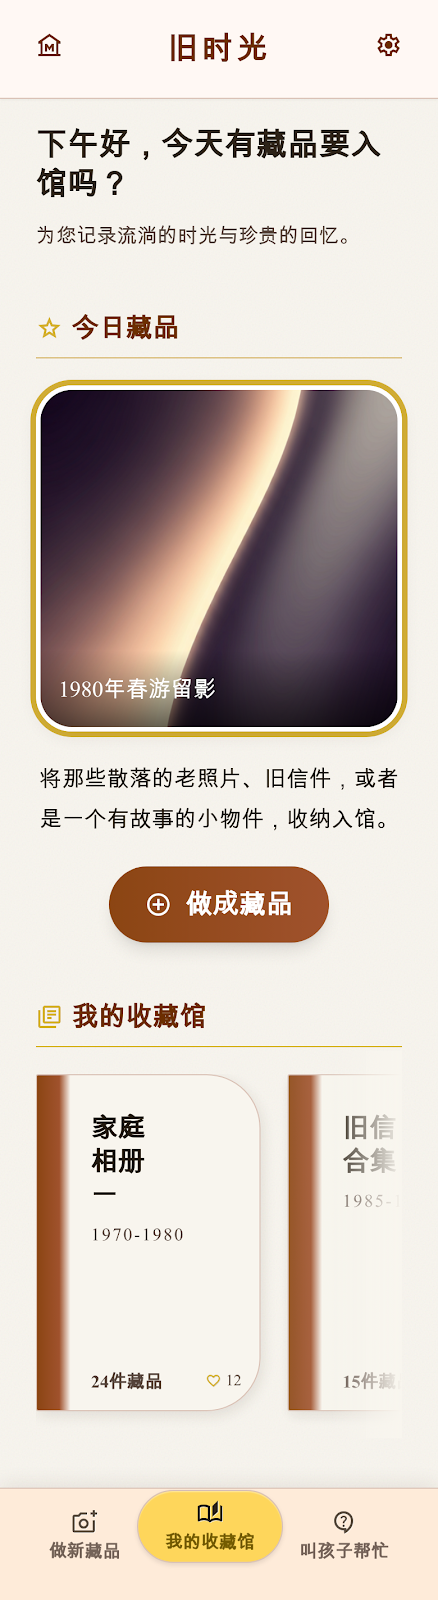 旧时光
下午好，今天有藏品要入
馆吗？
为您记录流淌的时光与珍贵的回忆。
今日藏品
1980年春游留影
将那些散落的老照片、旧信件，或者
是一个有故事的小物件，收纳入馆。
做成藏品
我的收藏馆
家庭
相册
一
1970-1980
24件藏品
12
旧信
合集
1985-
15件藏
做新藏品
我的收藏馆
叫孩子帮忙